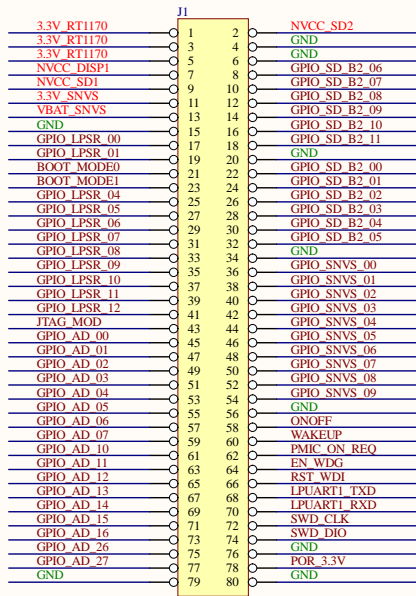 J1
3.3V_RT1170 1 2 NVCC_SD2
3.3V_RT1170 3 4 GND
3.3V_RT1170 5 6 GND
NVCC_DISP1 7 8 GPIO_SD_B2_06
NVCC_SD1 9 10 GPIO_SD_B2_07
3.3V_SNVS 11 12 GPIO_SD_B2_08
VBAT_SNVS 13 14 GPIO_SD_B2_09
GND 15 16 GPIO_SD_B2_10
GPIO_LPSR_00 17 18 GPIO_SD_B2_11
GPIO_LPSR_01 19 20 GND
BOOT_MODE0 21 22 GPIO_SD_B2_00
BOOT_MODE1 23 24 GPIO_SD_B2_01
GPIO_LPSR_04 25 26 GPIO_SD_B2_02
GPIO_LPSR_05 27 28 GPIO_SD_B2_03
GPIO_LPSR_06 29 30 GPIO_SD_B2_04
GPIO_LPSR_07 31 32 GPIO_SD_B2_05
GPIO_LPSR_08 33 34 GND
GPIO_LPSR_09 35 36 GPIO_SNVS_00
GPIO_LPSR_10 37 38 GPIO_SNVS_01
GPIO_LPSR_11 39 40 GPIO_SNVS_02
GPIO_LPSR_12 41 42 GPIO_SNVS_03
JTAG_MOD 43 44 GPIO_SNVS_04
GPIO_AD_00 45 46 GPIO_SNVS_05
GPIO_AD_01 47 48 GPIO_SNVS_06
GPIO_AD_02 49 50 GPIO_SNVS_07
GPIO_AD_03 51 52 GPIO_SNVS_08
GPIO_AD_04 53 54 GPIO_SNVS_09
GPIO_AD_05 55 56 GND
GPIO_AD_06 57 58 ONOFF
GPIO_AD_07 59 60 WAKEUP
GPIO_AD_10 61 62 PMIC_ON_REQ
GPIO_AD_11 63 64 EN_WDG
GPIO_AD_12 65 66 RST_WDI
GPIO_AD_13 67 68 LPUART1_TXD
GPIO_AD_14 69 70 LPUART1_RXD
GPIO_AD_15 71 72 SWD_CLK
GPIO_AD_16 73 74 SWD_DIO
GPIO_AD_26 75 76 GND
GPIO_AD_27 77 78 POR_3.3V
GND 79 80 GND